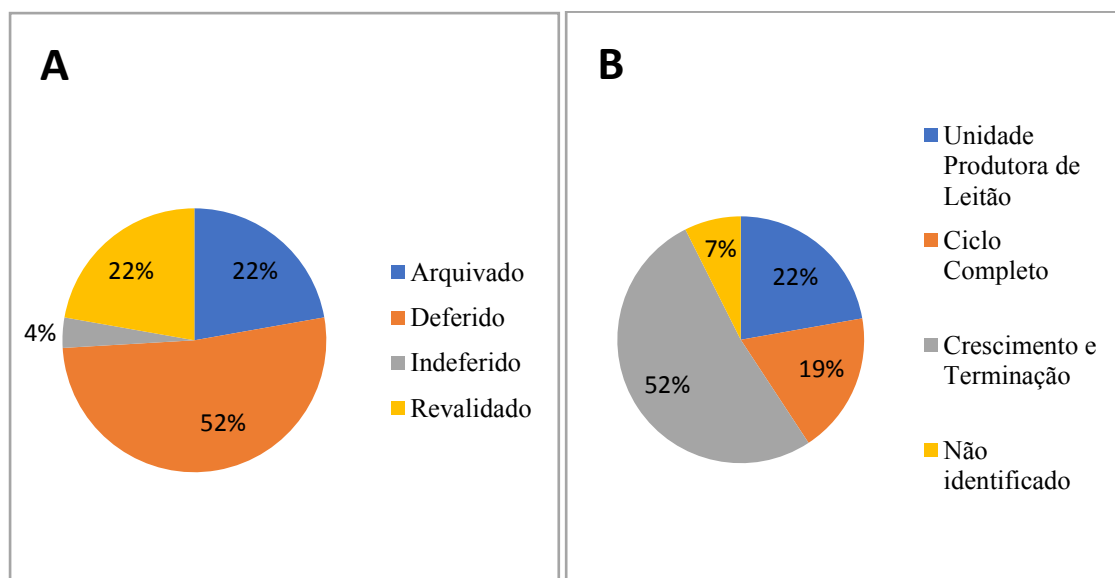 A
22%
22%
4%
52%
Arquivado
Deferido
Indeferido
Revalidado
B
7%
22%
19%
52%
Unidade
Produtora de
Leitão
Ciclo
Completo
Crescimento e
Terminação
Não
identificado